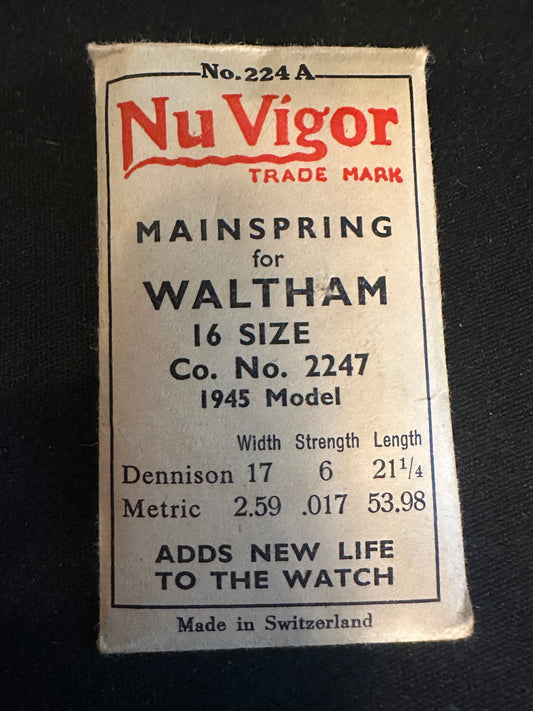 No. 224 A
Nu Vigor
TRADE MARK
MAINSPRING
for
WALTHAM
16 SIZE
Co. No. 2247
1945 Model
Width Strength Length
Dennison 17 6 21 1/4
Metric 2.59 .017 53.98
ADDS NEW LIFE
TO THE WATCH
Made in Switzerland